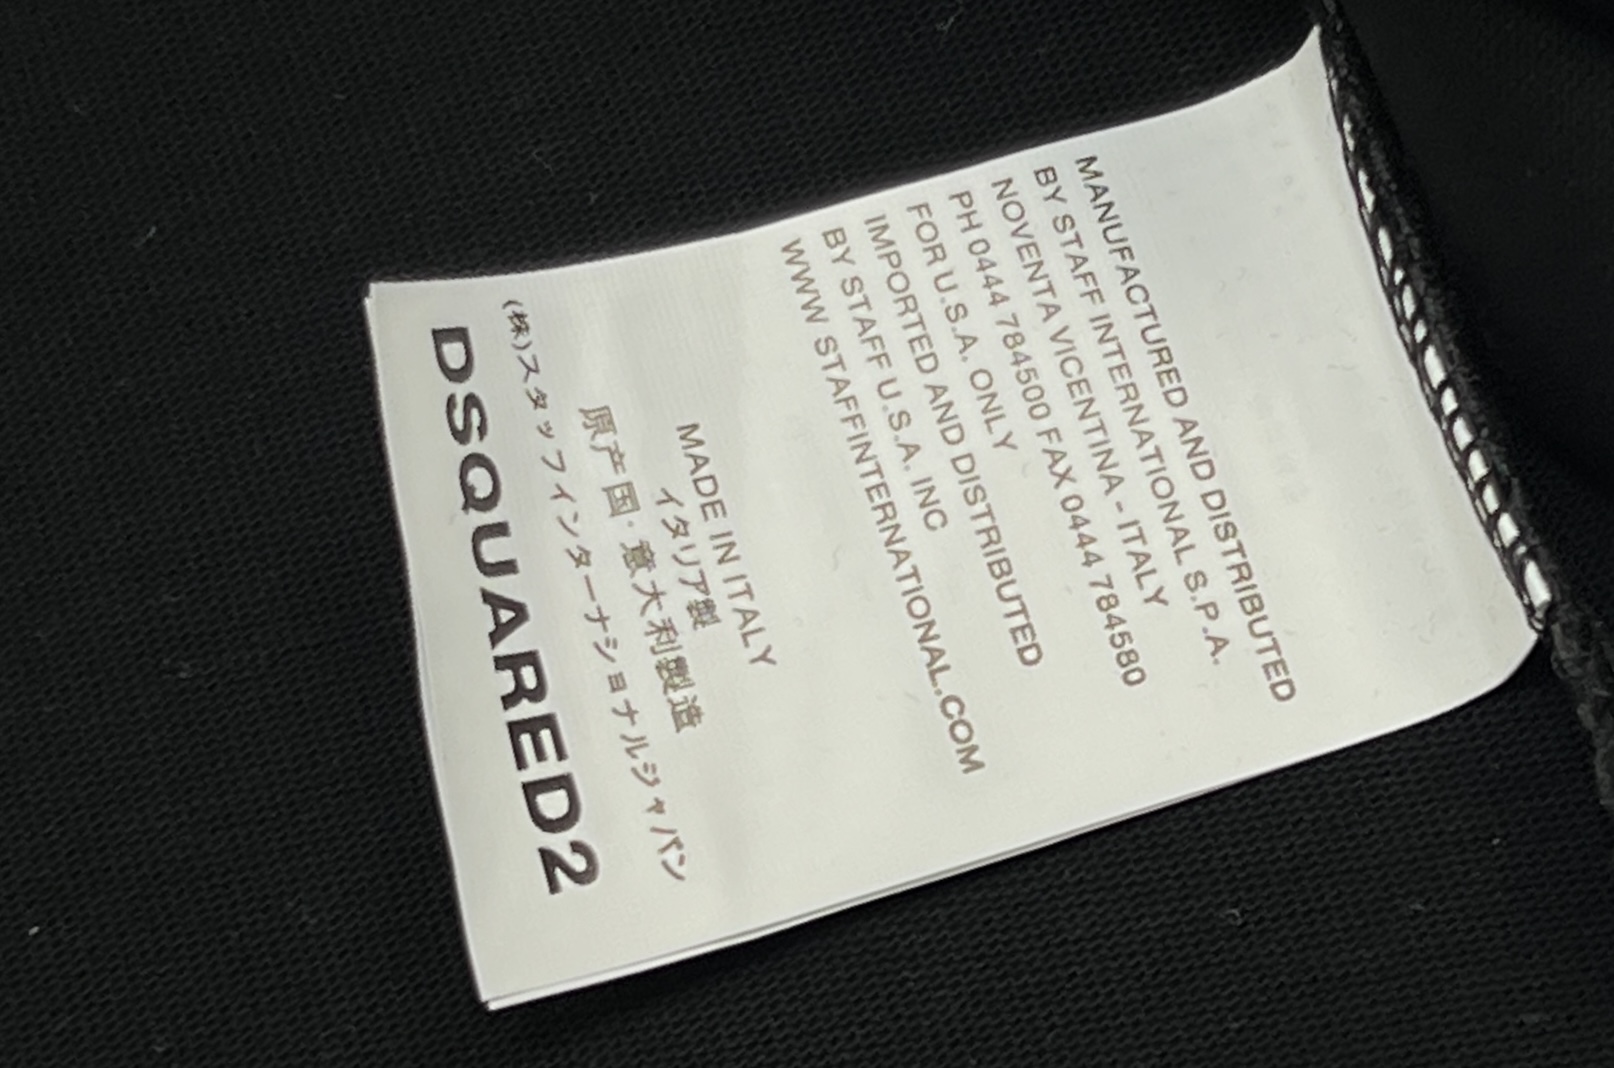 MANUFACTURED AND DISTRIBUTED
BY STAFF INTERNATIONAL S.P.A.
NOVENTA VICENTINA - ITALY
PH 0444 784500 FAX 0444 784580
FOR U.S.A. ONLY
IMPORTED AND DISTRIBUTED
BY STAFF U.S.A. INC
WWW STAFFINTERNATIONAL.COM
MADE IN ITALY
イタリア製
原产国·意大利製造
(株)スタッフインターナショナルジャパン
DSQUARED2